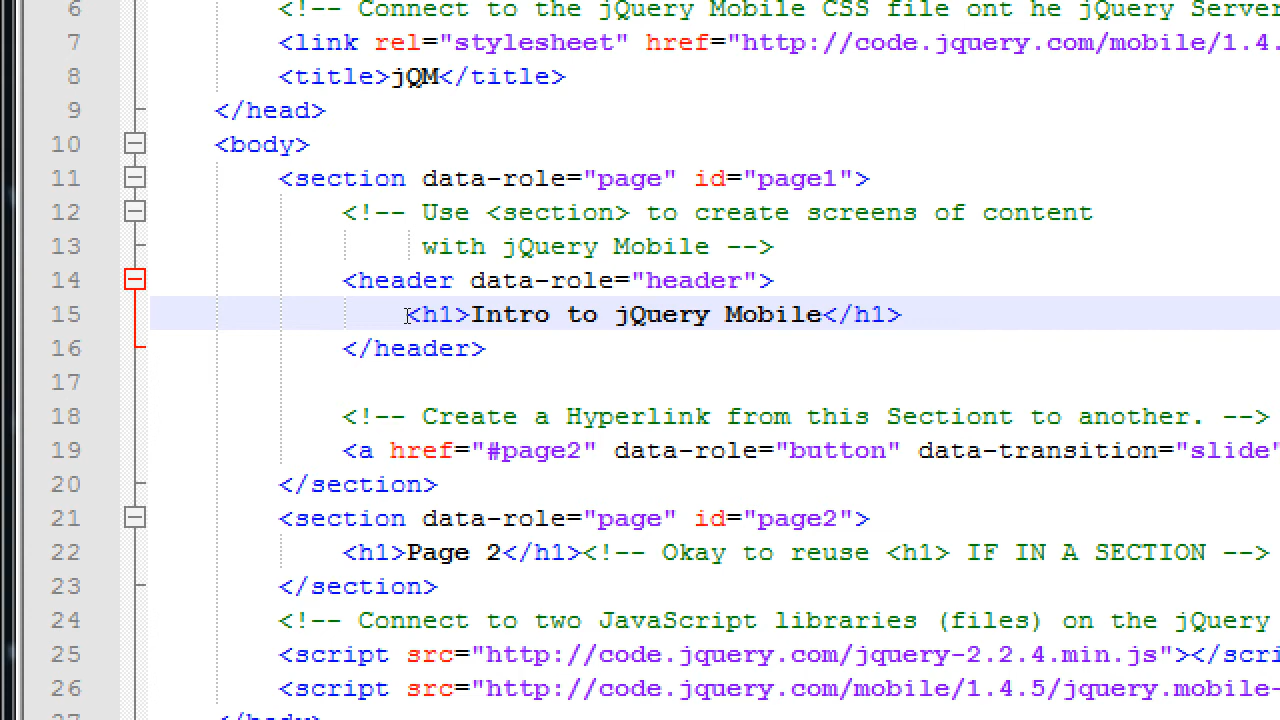 6 <!-- Connect to the jQuery Mobile CSS file ont he jQuery Server
7 <link rel="stylesheet" href="http://code.jquery.com/mobile/1.4.
8 <title>jQM</title>
9 </head>
10 <body>
11 <section data-role="page" id="page1">
12 <!-- Use <section> to create screens of content
13 with jQuery Mobile -->
14 <header data-role="header">
15 <h1>Intro to jQuery Mobile</h1>
16 </header>
17
18 <!-- Create a Hyperlink from this Sectiont to another. -->
19 <a href="#page2" data-role="button" data-transition="slide"
20 </section>
21 <section data-role="page" id="page2">
22 <h1>Page 2</h1><!-- Okay to reuse <h1> IF IN A SECTION -->
23 </section>
24 <!-- Connect to two JavaScript libraries (files) on the jQuery
25 <script src="http://code.jquery.com/jquery-2.2.4.min.js"></scri
26 <script src="http://code.jquery.com/mobile/1.4.5/jquery.mobile-
27 </body>